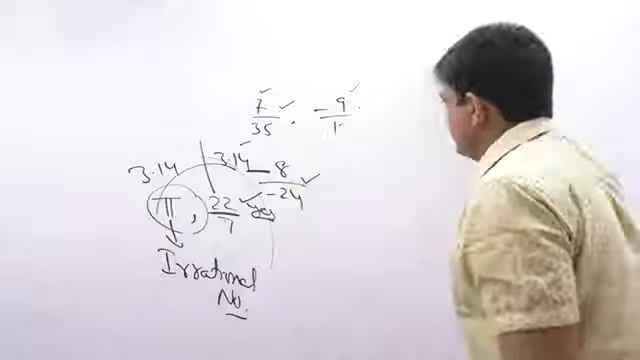 7/35, -9/1
3.14 3.14 -8/-24
π, 22/7 yes
Irrational
No.